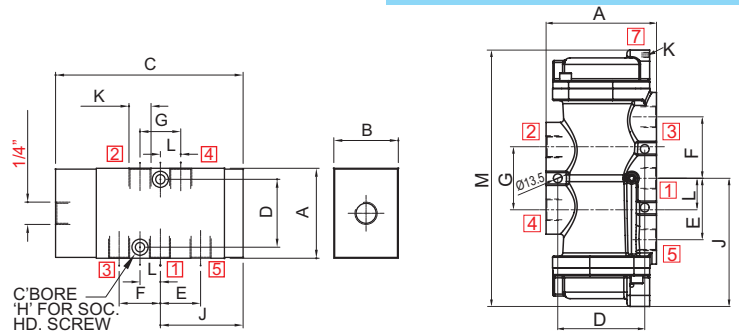 C
K
G
2
L
4
1/4"
D
A
3
L
1
5
F
E
J
C'BORE
'H' FOR SOC.
HD. SCREW
B
A
7
K
2
3
M
F
G
Ø13.5
1
L
4
E
J
5
D